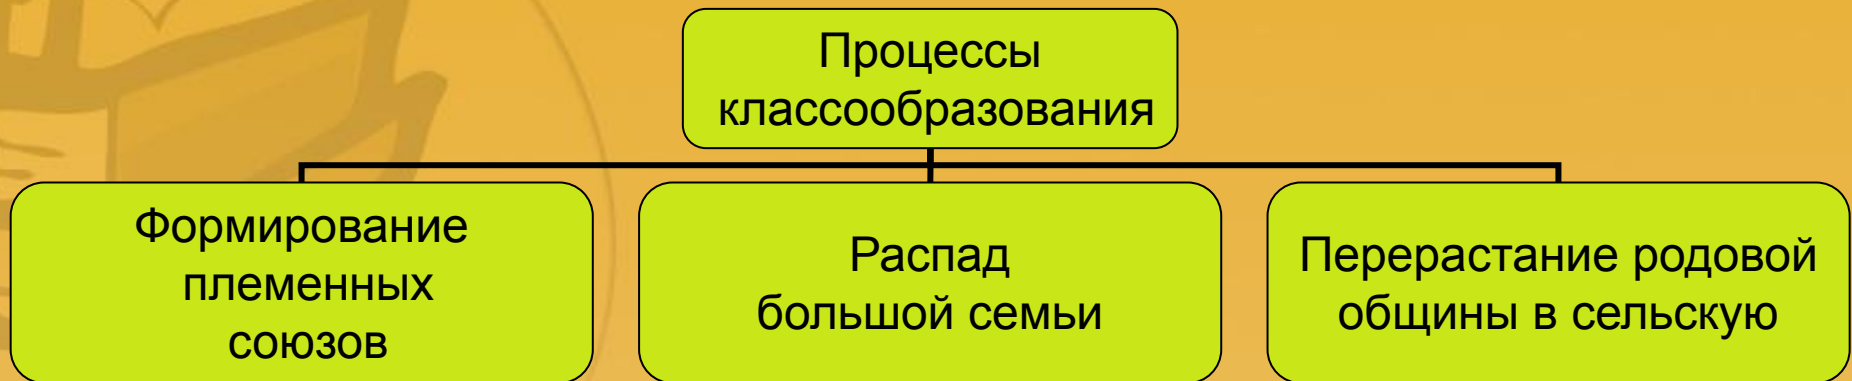 Процессы
классообразования
Формирование
племенных
союзов
Распад
большой семьи
Перерастание родовой
общины в сельскую